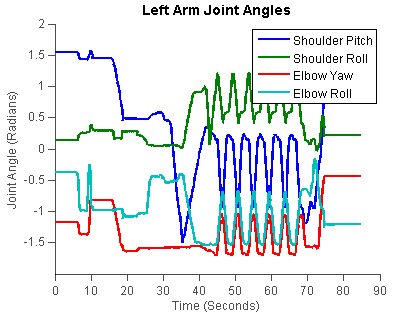 Left Arm Joint Angles
Shoulder Pitch
Shoulder Roll
Elbow Yaw
Elbow Roll
Joint Angle (Radians)
2
1.5
1
0.5
0
-0.5
-1
-1.5
0 10 20 30 40 50 60 70 80 90
Time (Seconds)